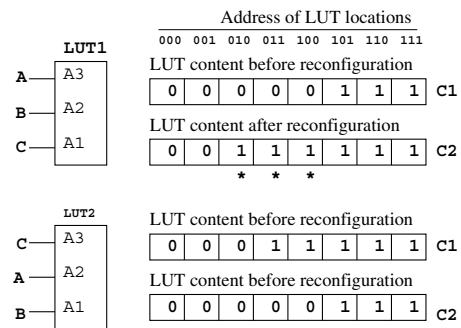 Address of LUT locations
000 001 010 011 100 101 110 111
LUT1
LUT content before reconfiguration
A A3
0 0 0 0 0 1 1 1 C1
B A2
LUT content after reconfiguration
C A1
0 0 1 1 1 1 1 1 C2
* * *
LUT2
LUT content before reconfiguration
C A3
0 0 0 1 1 1 1 1 C1
A A2
LUT content before reconfiguration
B A1
0 0 0 0 0 1 1 1 C2